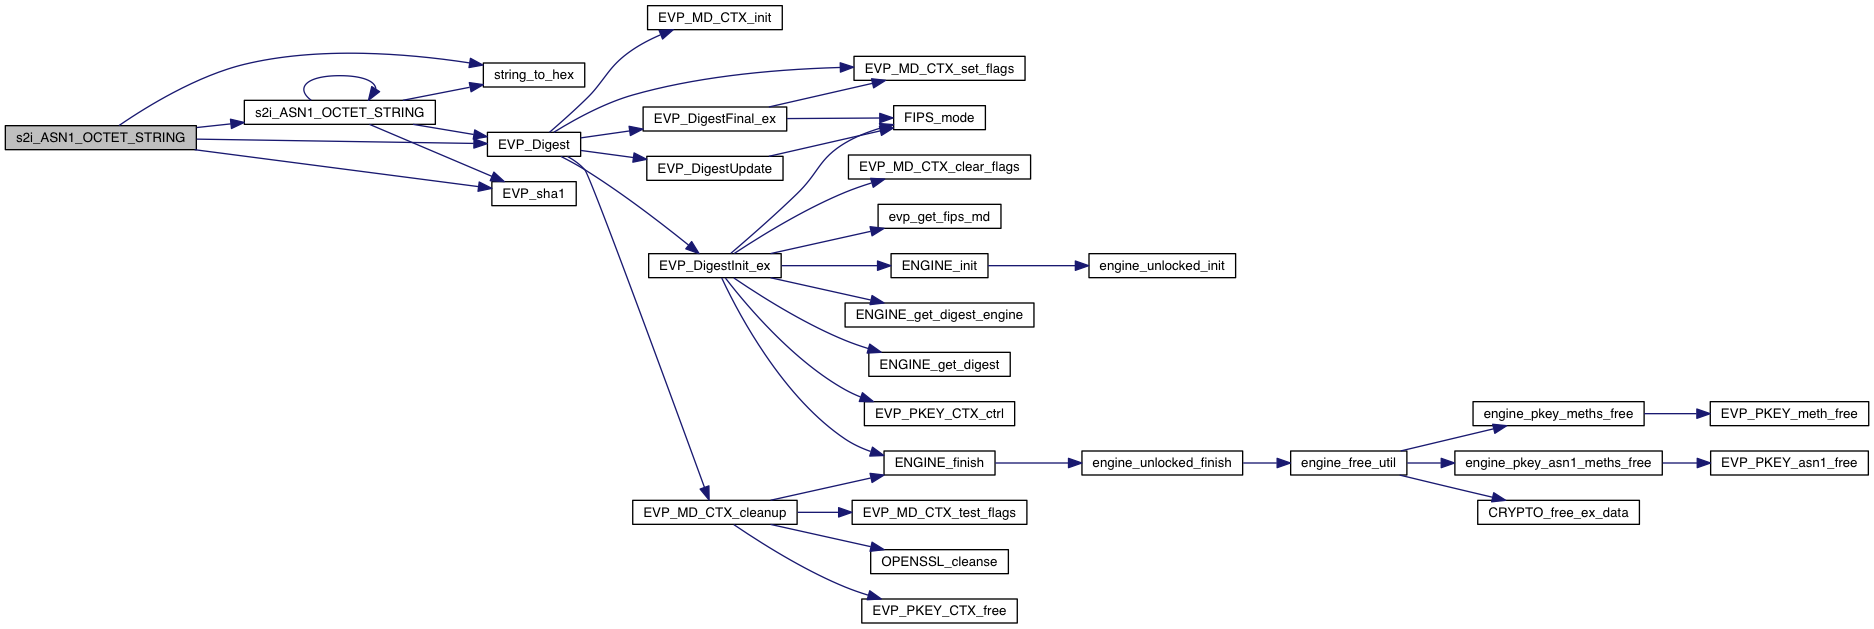 EVP_MD_CTX_init
string_to_hex
EVP_MD_CTX_set_flags
s2i_ASN1_OCTET_STRING
EVP_DigestFinal_ex
FIPS_mode
s2i_ASN1_OCTET_STRING
EVP_Digest
EVP_DigestUpdate
EVP_MD_CTX_clear_flags
EVP_sha1
evp_get_fips_md
EVP_DigestInit_ex
ENGINE_init
engine_unlocked_init
ENGINE_get_digest_engine
ENGINE_get_digest
EVP_PKEY_CTX_ctrl
engine_pkey_meths_free
EVP_PKEY_meth_free
ENGINE_finish
engine_unlocked_finish
engine_free_util
engine_pkey_asn1_meths_free
EVP_PKEY_asn1_free
EVP_MD_CTX_cleanup
EVP_MD_CTX_test_flags
CRYPTO_free_ex_data
OPENSSL_cleanse
EVP_PKEY_CTX_free